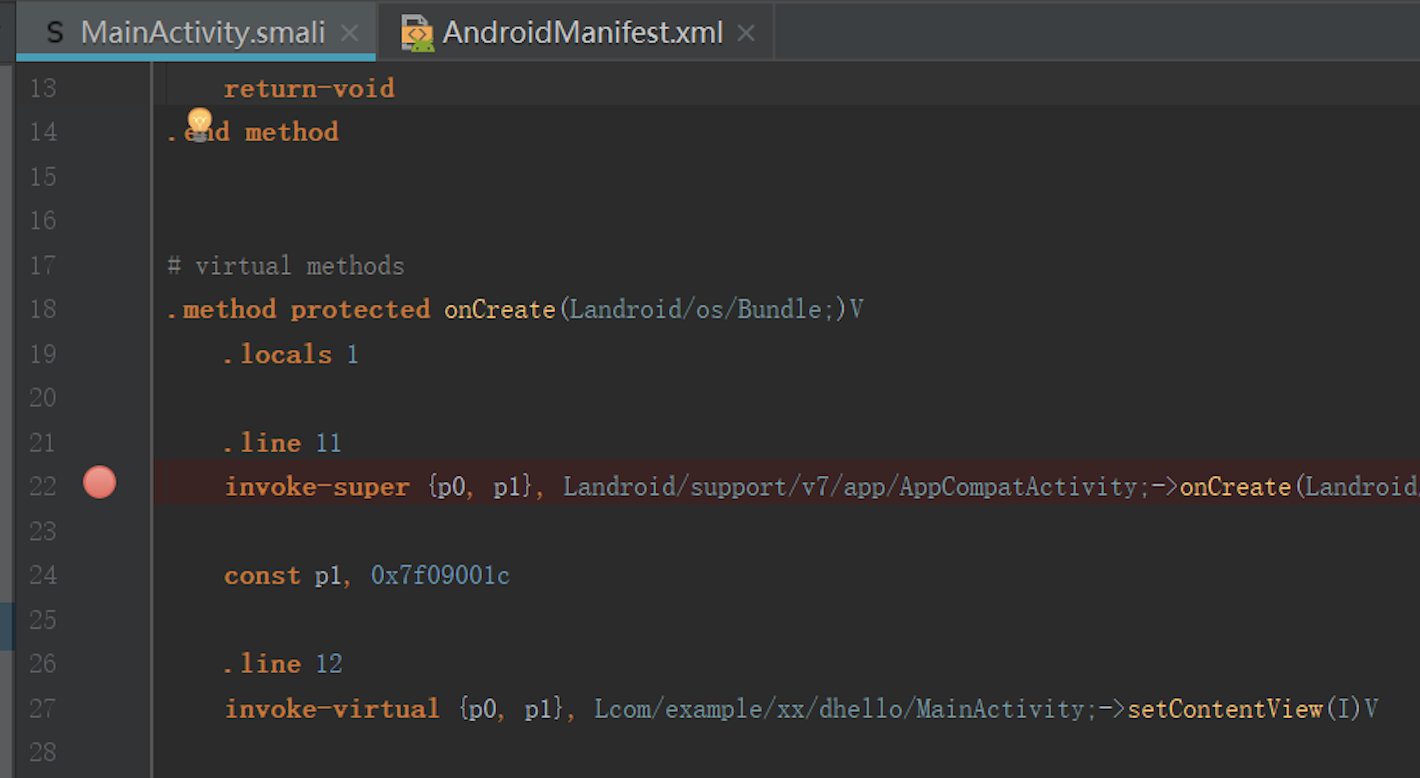 S MainActivity.smali × AndroidManifest.xml ×
13 return-void
14 .end method
15
16
17 # virtual methods
18 .method protected onCreate(Landroid/os/Bundle;)V
19 .locals 1
20
21 .line 11
22 invoke-super {p0, p1}, Landroid/support/v7/app/AppCompatActivity;->onCreate(Landroid
23
24 const p1, 0x7f09001c
25
26 .line 12
27 invoke-virtual {p0, p1}, Lcom/example/xx/dhello/MainActivity;->setContentView(I)V
28